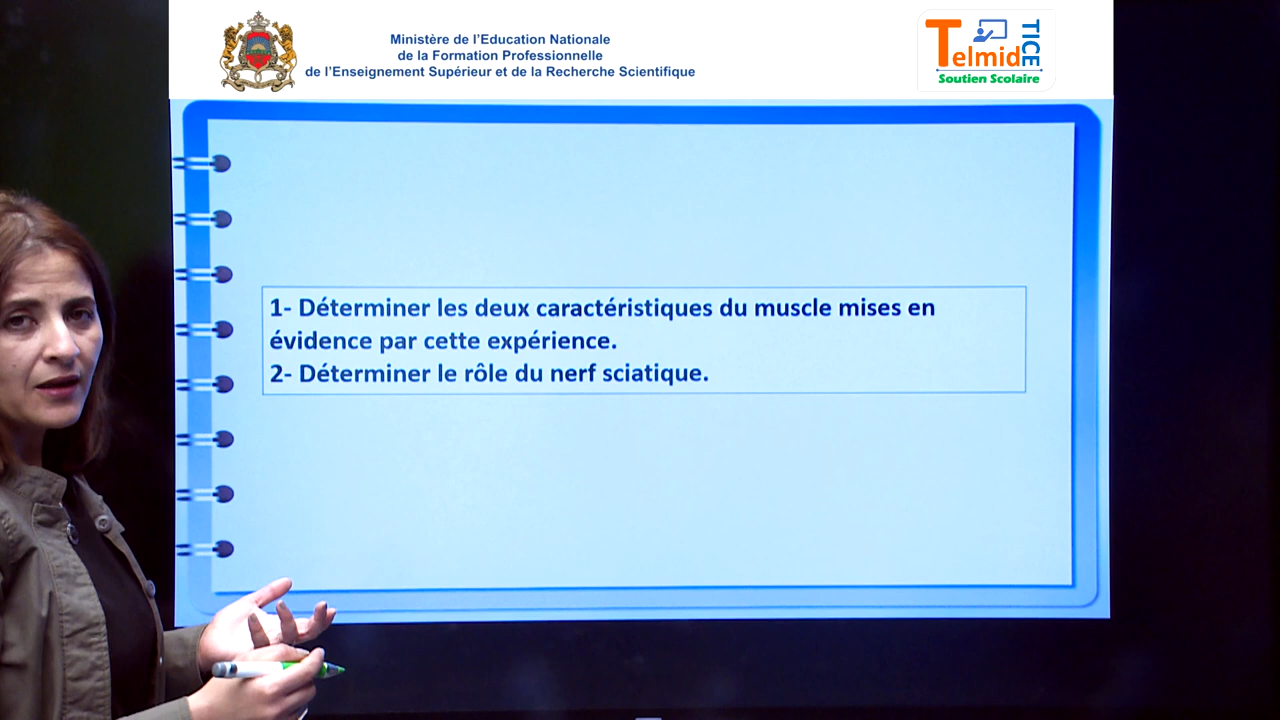 Ministère de l'Education Nationale
de la Formation Professionnelle
de l'Enseignement Supérieur et de la Recherche Scientifique
Telmid TICE
Soutien Scolaire
1- Déterminer les deux caractéristiques du muscle mises en
évidence par cette expérience.
2- Déterminer le rôle du nerf sciatique.